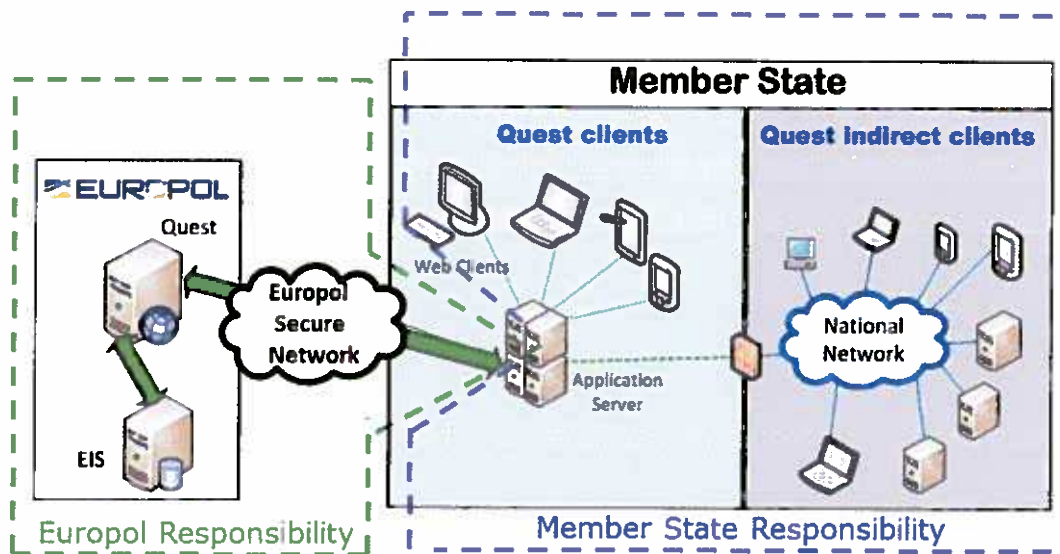 Member State
Quest clients
Quest indirect clients
EUROPOL
Quest
Web Clients
Europol
Secure
Network
National
Network
Application
Server
EIS
Europol Responsibility
Member State Responsibility